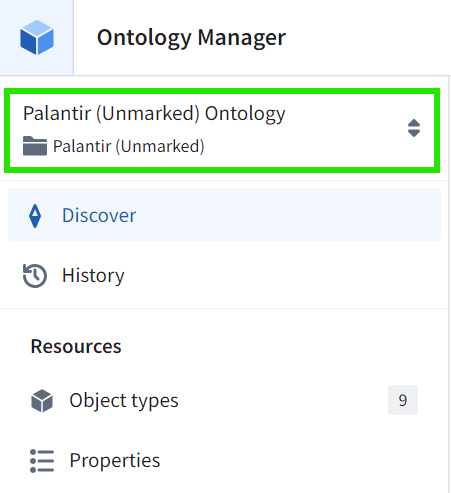 Ontology Manager
Palantir (Unmarked) Ontology
Palantir (Unmarked)
Discover
History
Resources
Object types 9
Properties